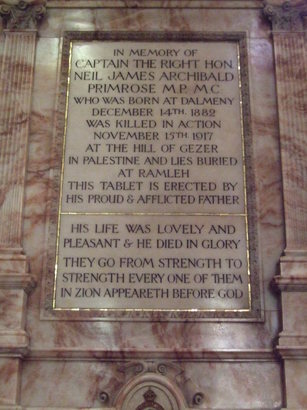 IN MEMORY OF
CAPTAIN THE RIGHT HON.
NEIL JAMES ARCHIBALD
PRIMROSE M.P. M C
WHO WAS BORN AT DALMENY
DECEMBER 14TH 1882
WAS KILLED IN ACTION
NOVEMBER 15TH 1917
AT THE HILL OF GEZER
IN PALESTINE AND LIES BURIED
AT RAMLEH
THIS TABLET IS ERECTED BY
HIS PROUD & AFFLICTED FATHER
HIS LIFE WAS LOVELY AND
PLEASANT & HE DIED IN GLORY
THEY GO FROM STRENGTH TO
STRENGTH EVERY ONE OF THEM
IN ZION APPEARETH BEFORE GOD